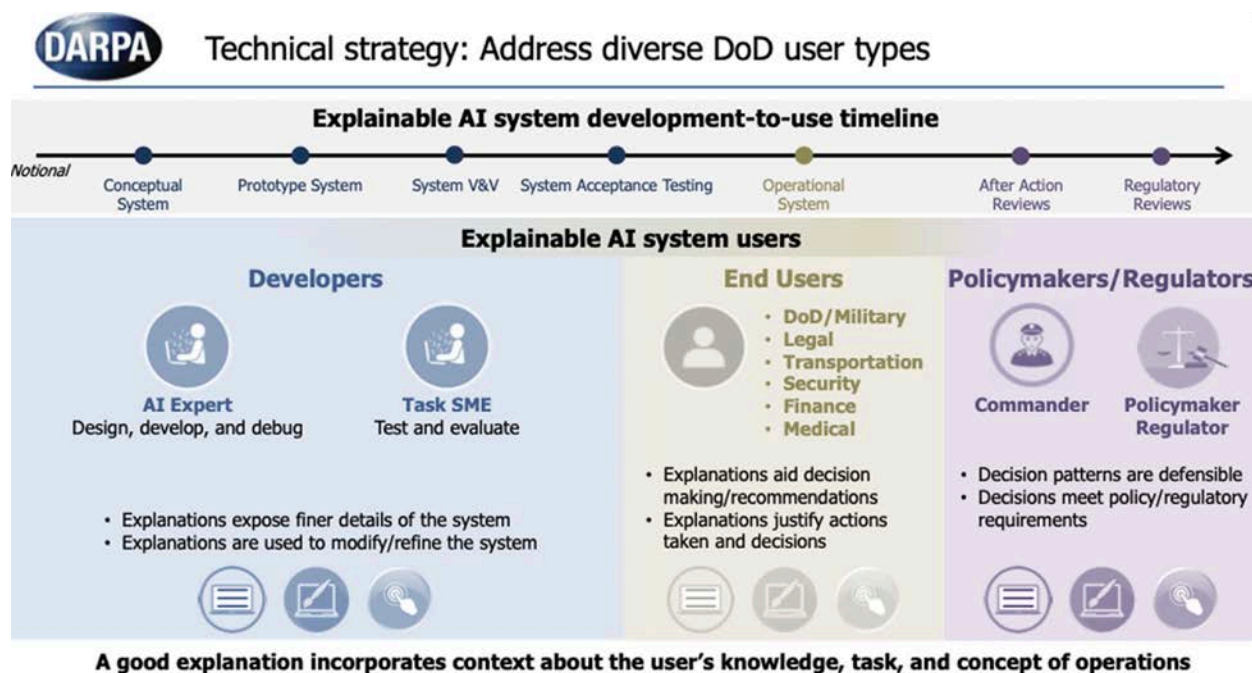 DARPA
Technical strategy: Address diverse DoD user types
Explainable AI system development-to-use timeline
Notional
Conceptual
System
Prototype System
System V&V
System Acceptance Testing
Operational
System
After Action
Reviews
Regulatory
Reviews
Explainable AI system users
Developers
AI Expert
Design, develop, and debug
Task SME
Test and evaluate
• Explanations expose finer details of the system
• Explanations are used to modify/refine the system
End Users
• DoD/Military
• Legal
• Transportation
• Security
• Finance
• Medical
• Explanations aid decision
making/recommendations
• Explanations justify actions
taken and decisions
Policymakers/Regulators
Commander
Policymaker
Regulator
• Decision patterns are defensible
• Decisions meet policy/regulatory
requirements
A good explanation incorporates context about the user’s knowledge, task, and concept of operations